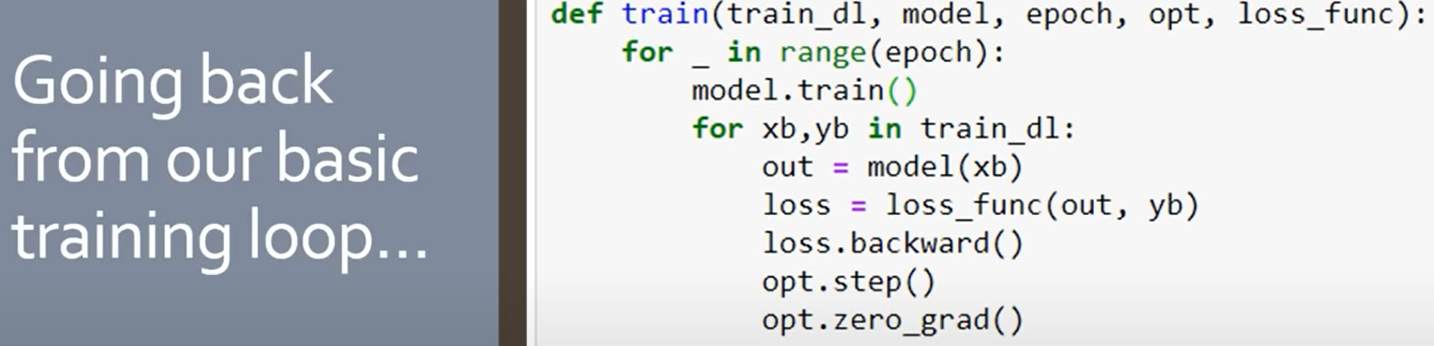 Going back
from our basic
training loop...
def train(train_dl, model, epoch, opt, loss_func):
    for _ in range(epoch):
        model.train()
        for xb,yb in train_dl:
            out = model(xb)
            loss = loss_func(out, yb)
            loss.backward()
            opt.step()
            opt.zero_grad()